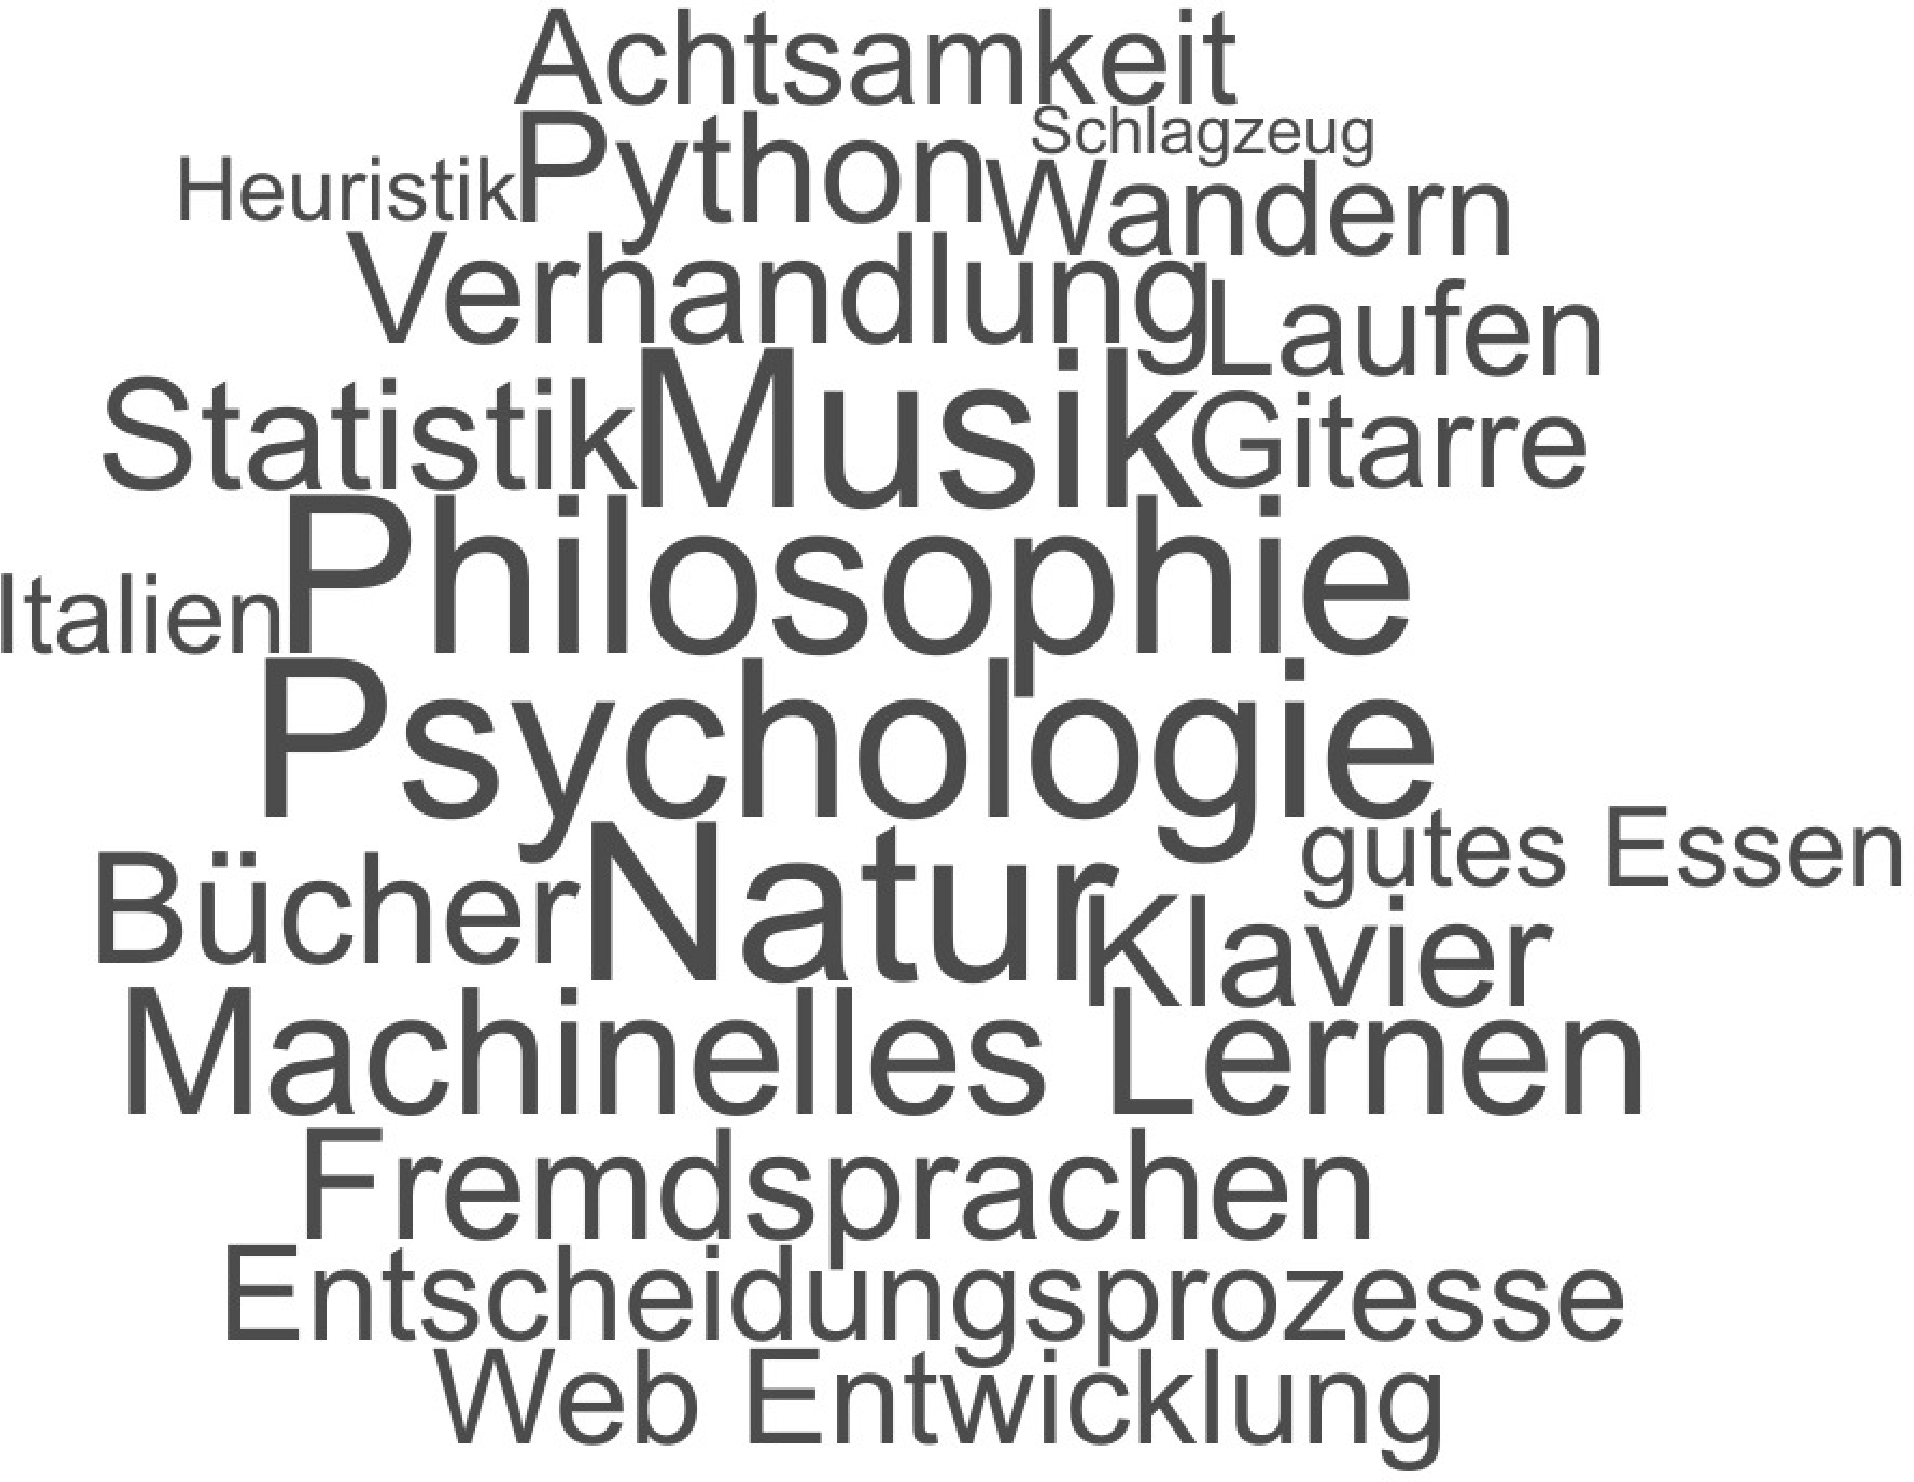 Achtsamkeit
Schlagzeug
Heuristik Python Wandern
Verhandlung Laufen
Statistik Musik Gitarre
Italien Philosophie
Psychologie
gutes Essen
Bücher Natur Klavier
Machinelles Lernen
Fremdsprachen
Entscheidungsprozesse
Web Entwicklung